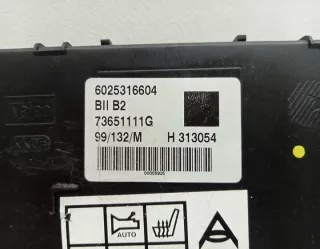 6025316604
BII B2
73651111G
99/132/M H 313054
AUTO